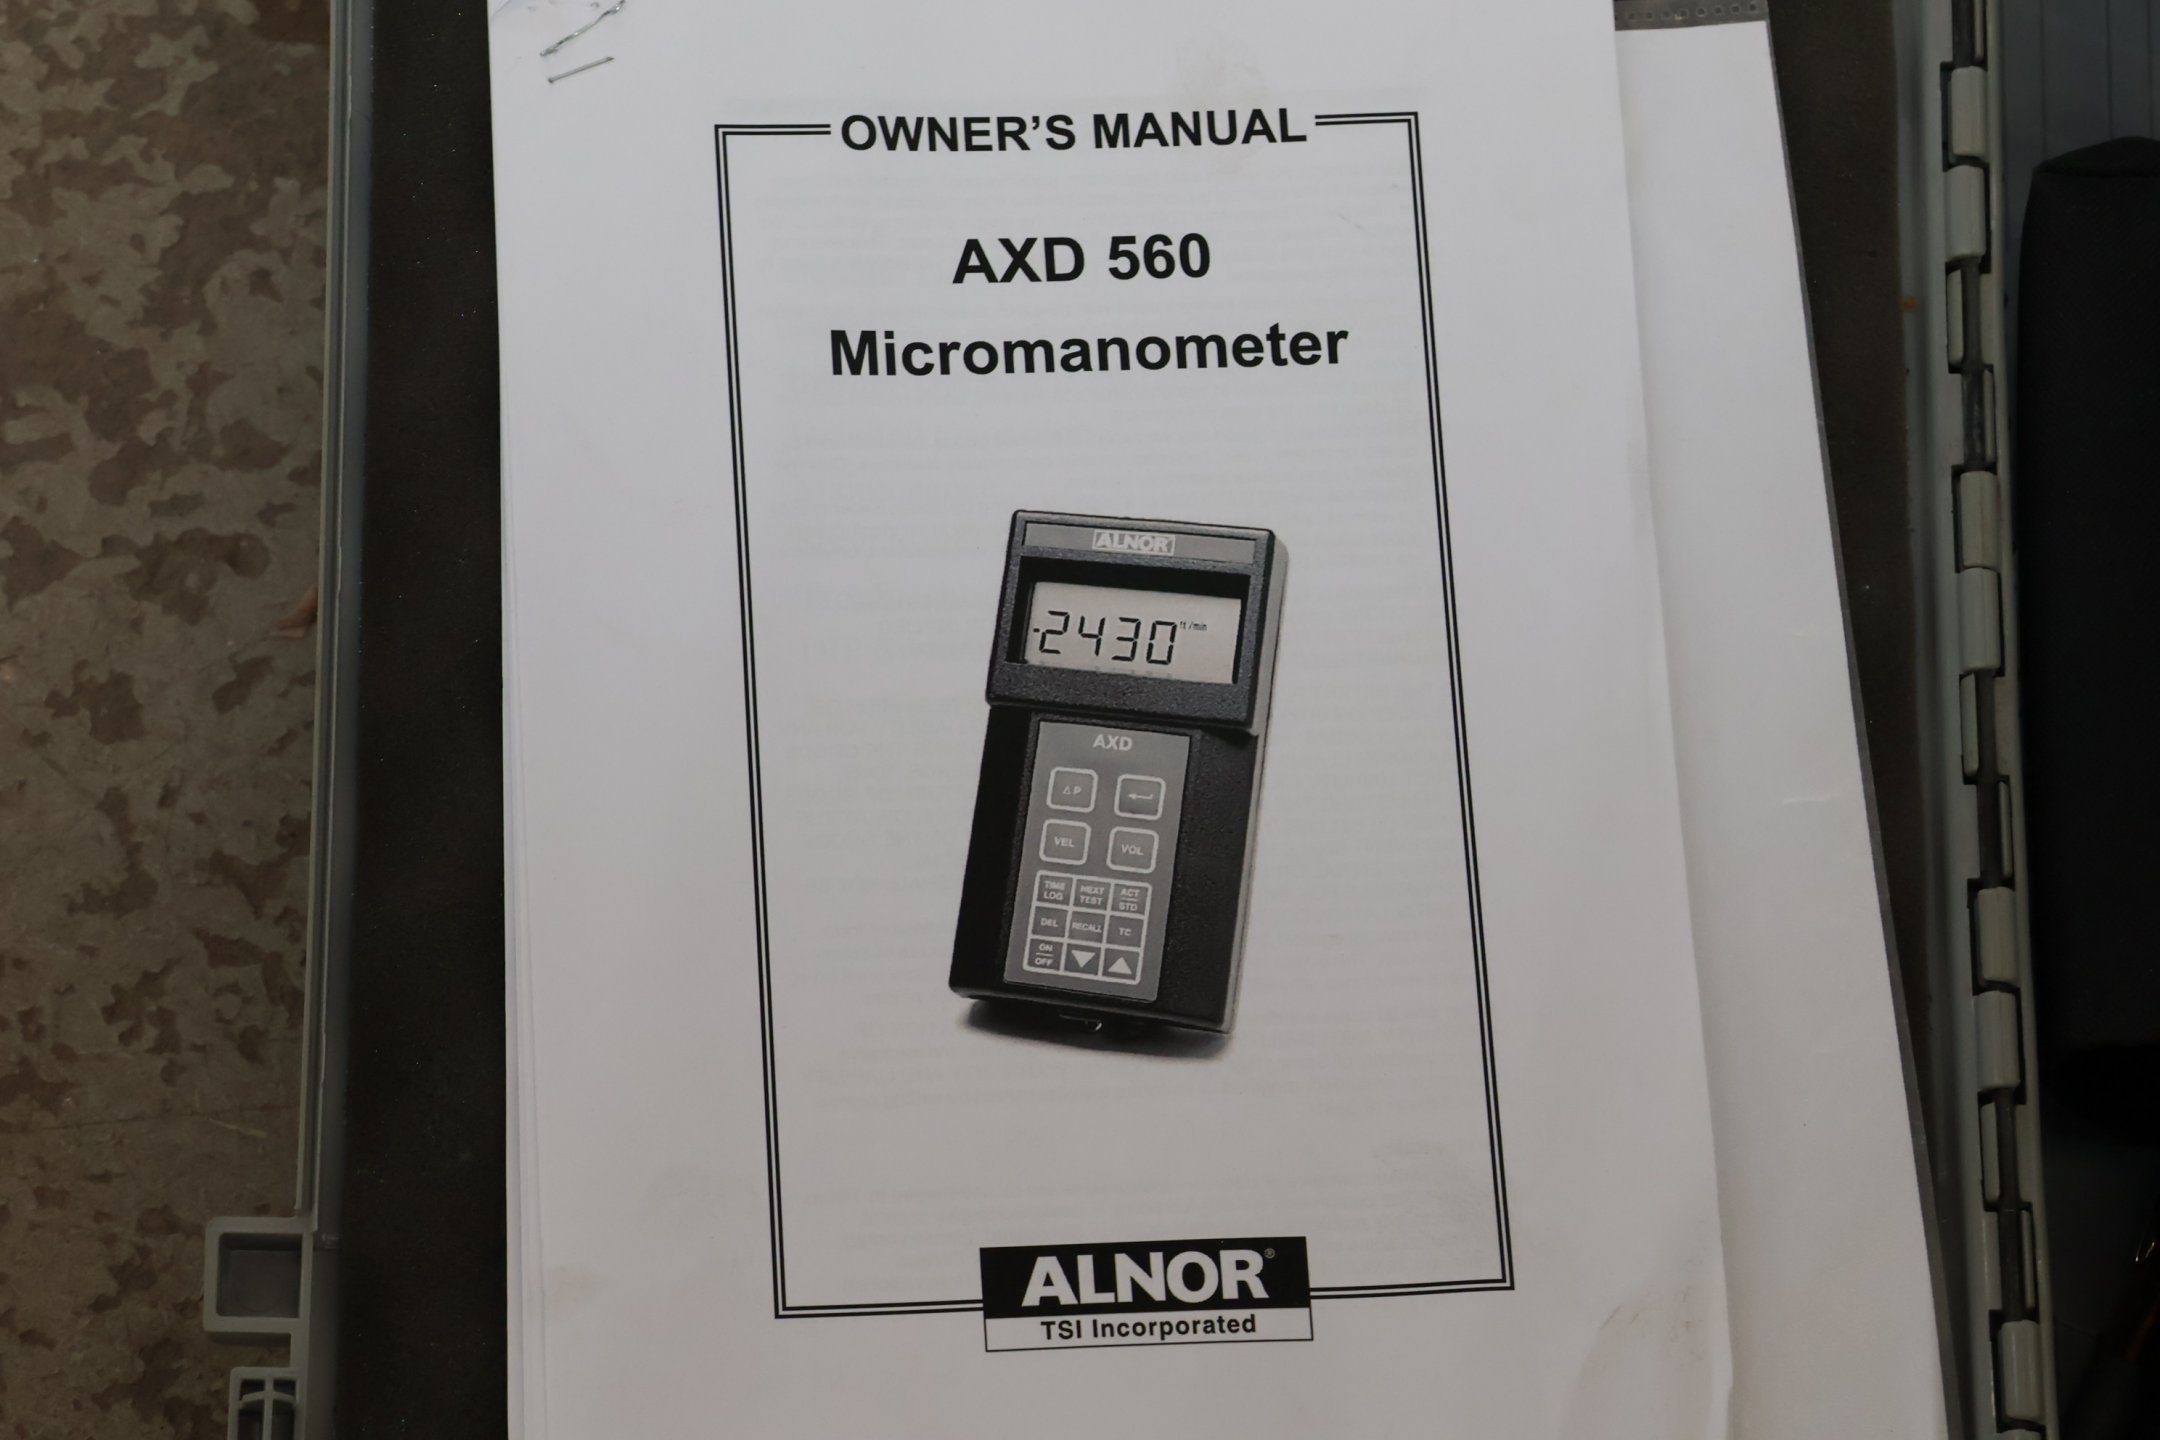 OWNER'S MANUAL
AXD 560
Micromanometer
ALNOR
-2430 ft/min
AXD
ΔP
VEL VOL
TIME LOG NEXT TEST ACT STD
DEL RECALL TC
ON OFF
ALNOR®
TSI Incorporated